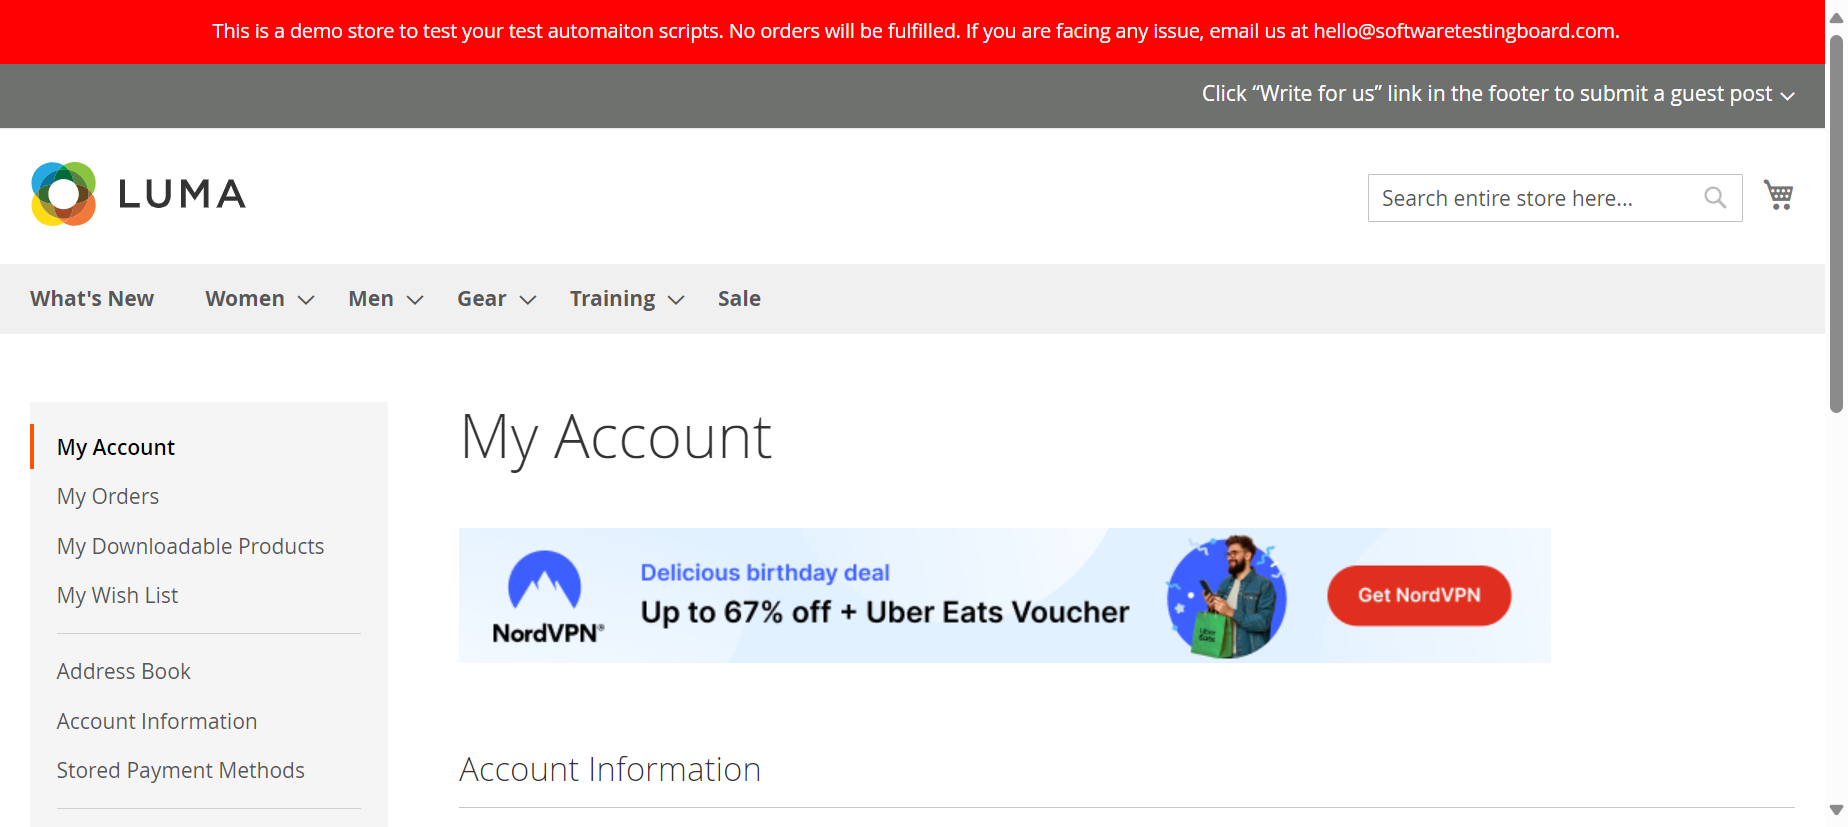 This is a demo store to test your test automaiton scripts. No orders will be fulfilled. If you are facing any issue, email us at hello@softwaretestingboard.com.
Click “Write for us” link in the footer to submit a guest post
LUMA
Search entire store here...
What's New Women Men Gear Training Sale
My Account
My Orders
My Downloadable Products
My Wish List
Address Book
Account Information
Stored Payment Methods
My Account
NordVPN®
Delicious birthday deal
Up to 67% off + Uber Eats Voucher
Uber
Eats
Get NordVPN
Account Information